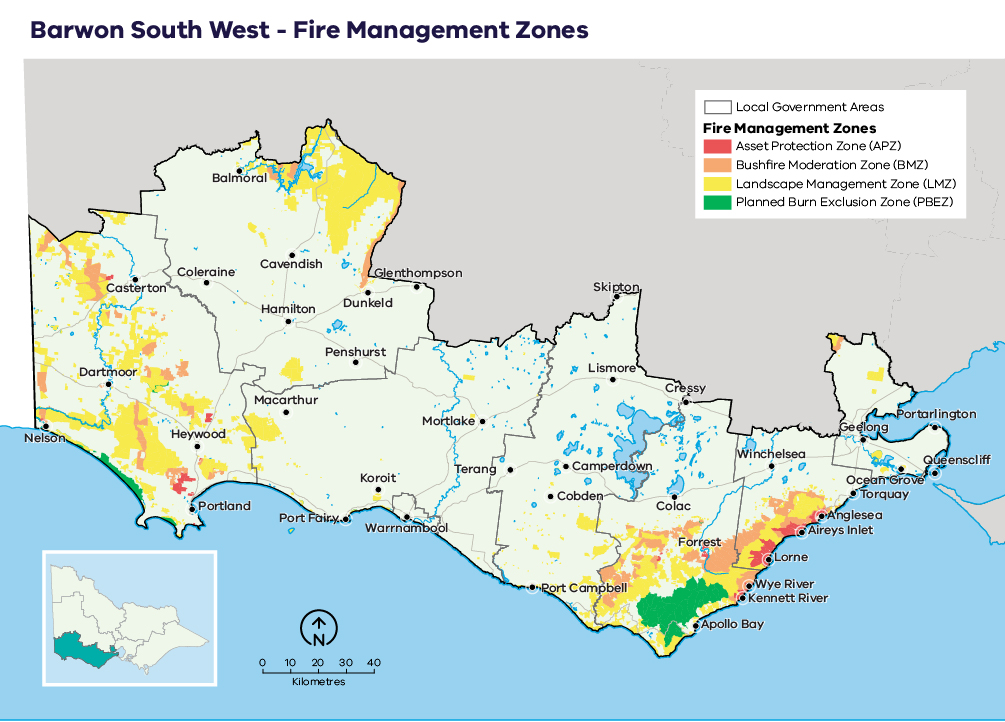 Barwon South West - Fire Management Zones
Local Government Areas
Fire Management Zones
Asset Protection Zone (APZ)
Bushfire Moderation Zone (BMZ)
Landscape Management Zone (LMZ)
Planned Burn Exclusion Zone (PBEZ)
Balmoral
Cavendish
Coleraine
Glenthompson
Casterton
Dunkeld
Skipton
Hamilton
Penshurst
Lismore
Dartmoor
Cressy
Macarthur
Portarlington
Mortlake
Geelong
Nelson
Heywood
Winchelsea
Queenscliff
Terang
Camperdown
Ocean Grove
Koroit
Torquay
Cobden
Colac
Portland
Port Fairy
Anglesea
Warrnambool
Aireys Inlet
Forrest
Lorne
Port Campbell
Wye River
Kennett River
Apollo Bay
N
0 10 20 30 40
Kilometres